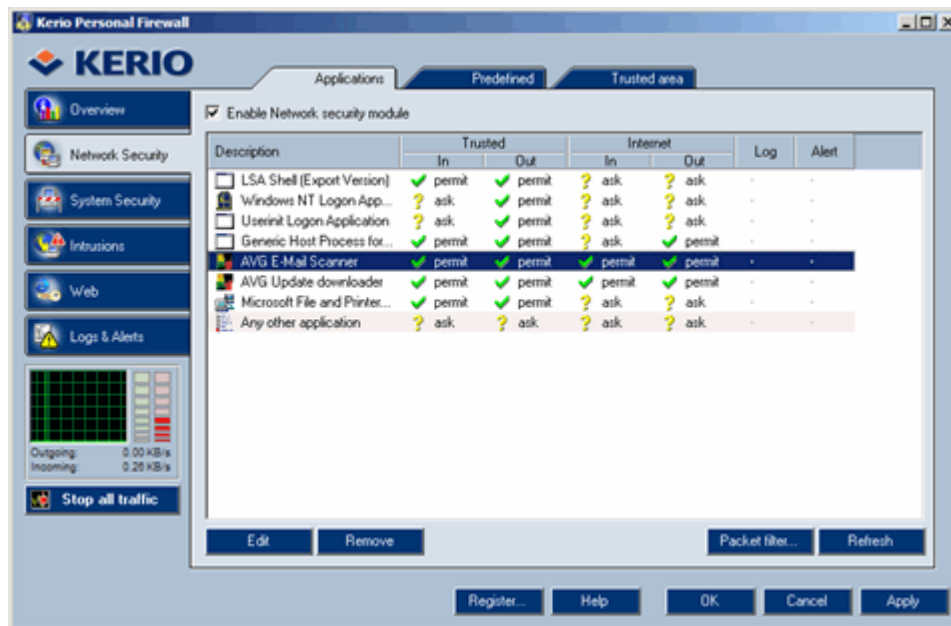 Kerio Personal Firewall
KERIO
Applications Predefined Trusted area
Overview
Network Security
System Security
Intrusions
Web
Logs & Alerts
Outgoing: 0.00 KB/s
Incoming: 0.26 KB/s
Stop all traffic
Enable Network security module
Description Trusted Internet Log Alert
In Out In Out
LSA Shell (Export Version) permit permit ask ask
Windows NT Logon App... ask permit ask ask
Userinit Logon Application ask permit ask ask
Generic Host Process for... permit permit ask permit
AVG E-Mail Scanner permit permit permit permit
AVG Update downloader permit permit permit permit
Microsoft File and Printer... permit permit ask ask
Any other application ask ask ask ask
Edit Remove Packet filter... Refresh
Register... Help OK Cancel Apply